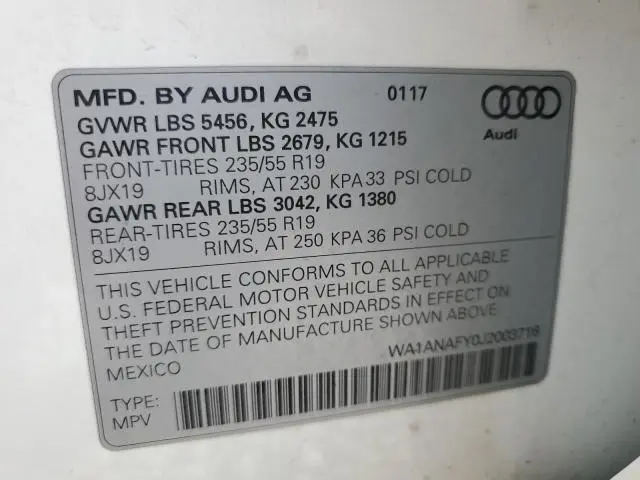 MFD. BY AUDI AG 0117
GVWR LBS 5456, KG 2475
Audi
GAWR FRONT LBS 2679, KG 1215
FRONT-TIRES 235/55 R19
8JX19 RIMS, AT 230 KPA 33 PSI COLD
GAWR REAR LBS 3042, KG 1380
REAR-TIRES 235/55 R19
8JX19 RIMS, AT 250 KPA 36 PSI COLD
THIS VEHICLE CONFORMS TO ALL APPLICABLE
U.S. FEDERAL MOTOR VEHICLE SAFETY AND
THEFT PREVENTION STANDARDS IN EFFECT ON
THE DATE OF MANUFACTURE SHOWN ABOVE.
MEXICO
WA1ANAFY0J2003716
TYPE:
MPV